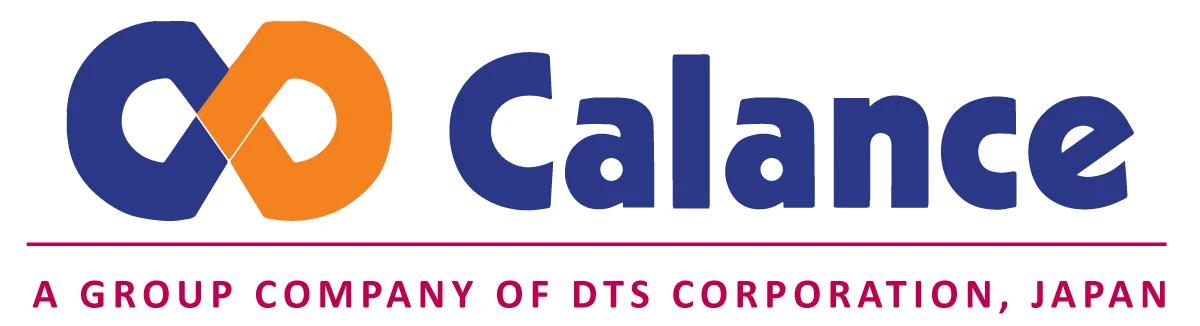 Calance
A GROUP COMPANY OF DTS CORPORATION, JAPAN